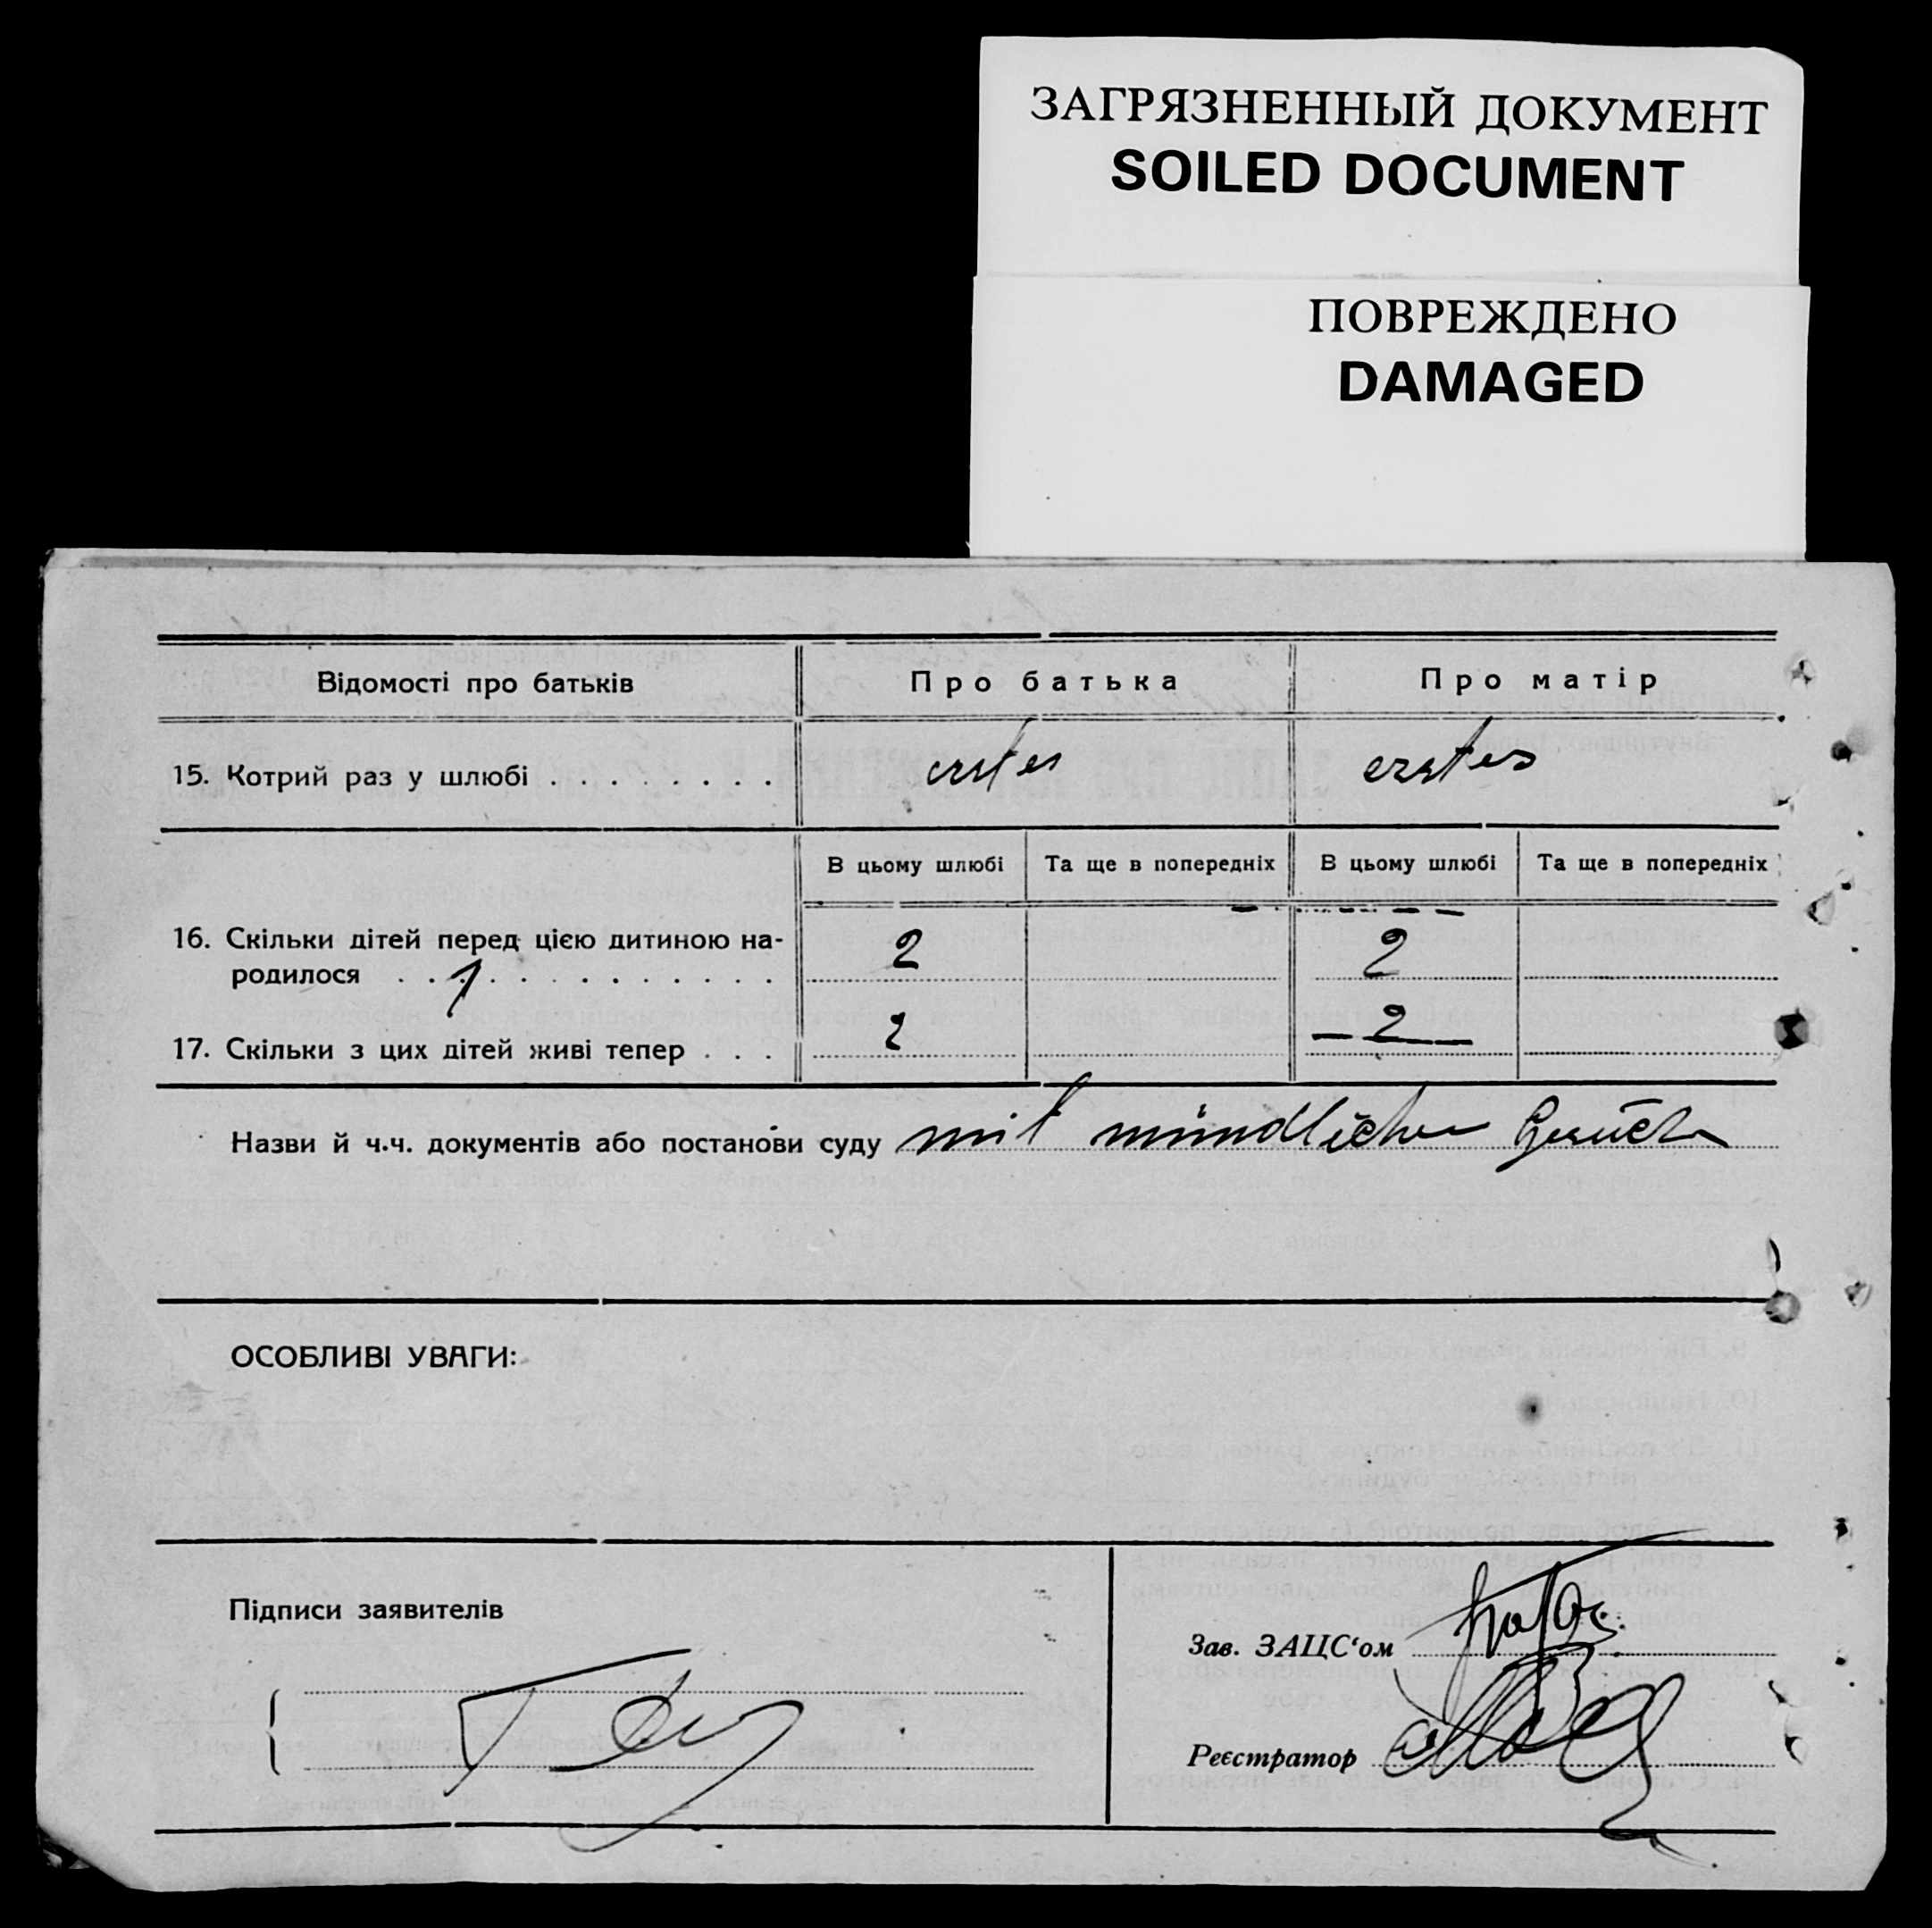 ЗАГРЯЗНЕННЫЙ ДОКУМЕНТ
SOILED DOCUMENT
ПОВРЕЖДЕНО
DAMAGED
Відомості про батьків Про батька Про матір
15. Котрий раз у шлюбі . . . . . . . . erstes erstes
В цьому шлюбі Та ще в попередніх В цьому шлюбі Та ще в попередніх
16. Скільки дітей перед цією дитиною на-
родилося . . . . . . . . . . . . 2 2
17. Скільки з цих дітей живі тепер . . . 2 2
Назви й ч.ч. документів або постанови суду mit mündlicher
ОСОБЛИВІ УВАГИ:
Підписи заявителів
Зав. ЗАЦС‘ом
Реєстратор